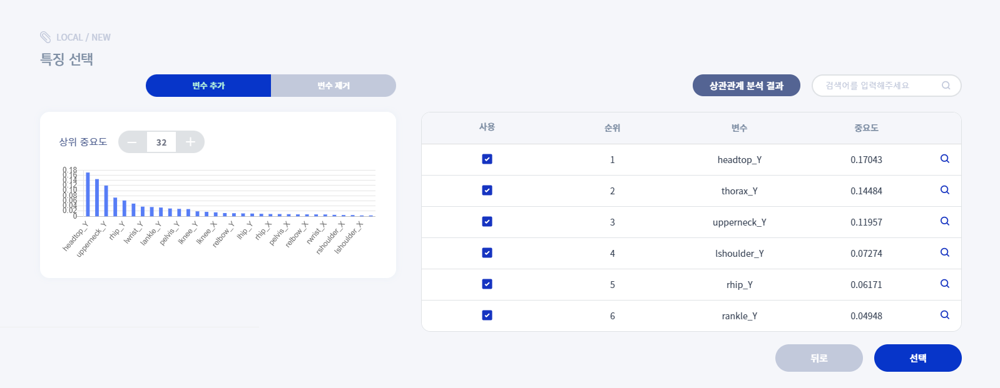 LOCAL / NEW
특징 선택
변수 추가
변수 제거
상관관계 분석 결과
검색어를 입력해주세요
상위 중요도
32
0.18
0.16
0.14
0.12
0.10
0.08
0.06
0.04
0.02
0
headtop_Y
upperneck_Y
rhip_Y
lwrist_Y
lankle_Y
pelvis_Y
lknee_Y
lknee_X
relbow_Y
lhip_Y
rhip_X
pelvis_X
relbow_X
rwrist_X
rshoulder_X
lshoulder_X
사용 순위 변수 중요도
1 headtop_Y 0.17043
2 thorax_Y 0.14484
3 upperneck_Y 0.11957
4 lshoulder_Y 0.07274
5 rhip_Y 0.06171
6 rankle_Y 0.04948
뒤로
선택